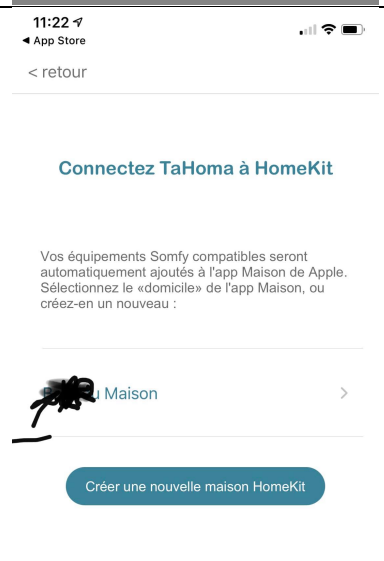 11:22
◀ App Store
< retour
Connectez TaHoma à HomeKit
Vos équipements Somfy compatibles seront
automatiquement ajoutés à l'app Maison de Apple.
Sélectionnez le «domicile» de l'app Maison, ou
créez-en un nouveau :
Maison
Créer une nouvelle maison HomeKit